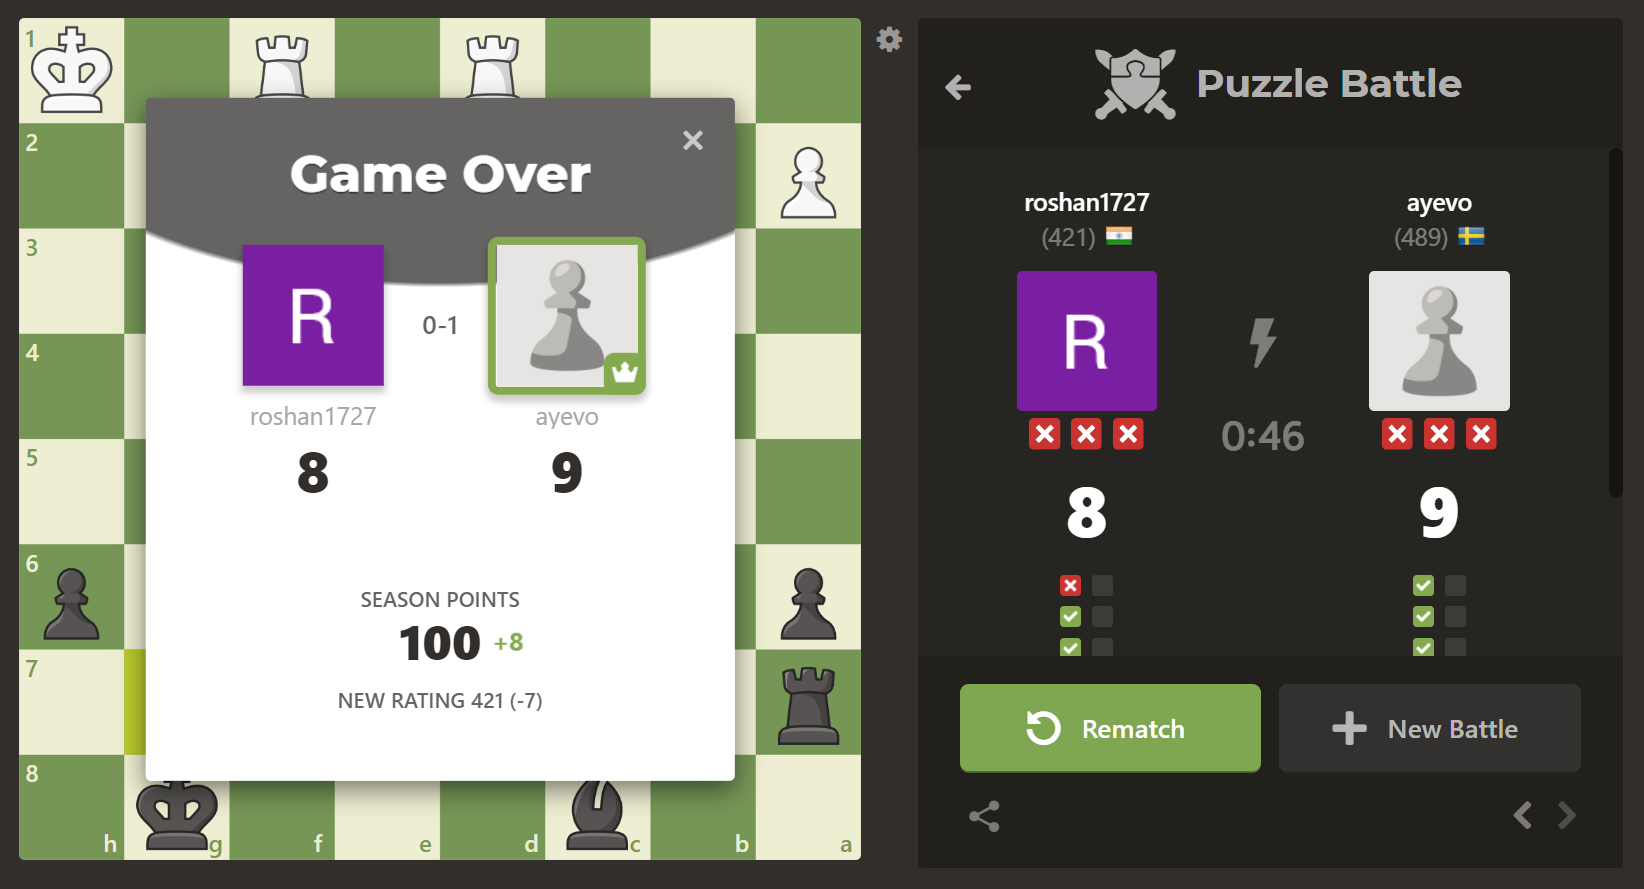 1
2
3
4
5
6
7
8
h
g
f
e
d
c
b
a
Game Over
R
0-1
roshan1727
ayevo
8
9
SEASON POINTS
100 +8
NEW RATING 421 (-7)
Puzzle Battle
roshan1727
(421)
ayevo
(489)
R
0:46
8
9
Rematch
New Battle